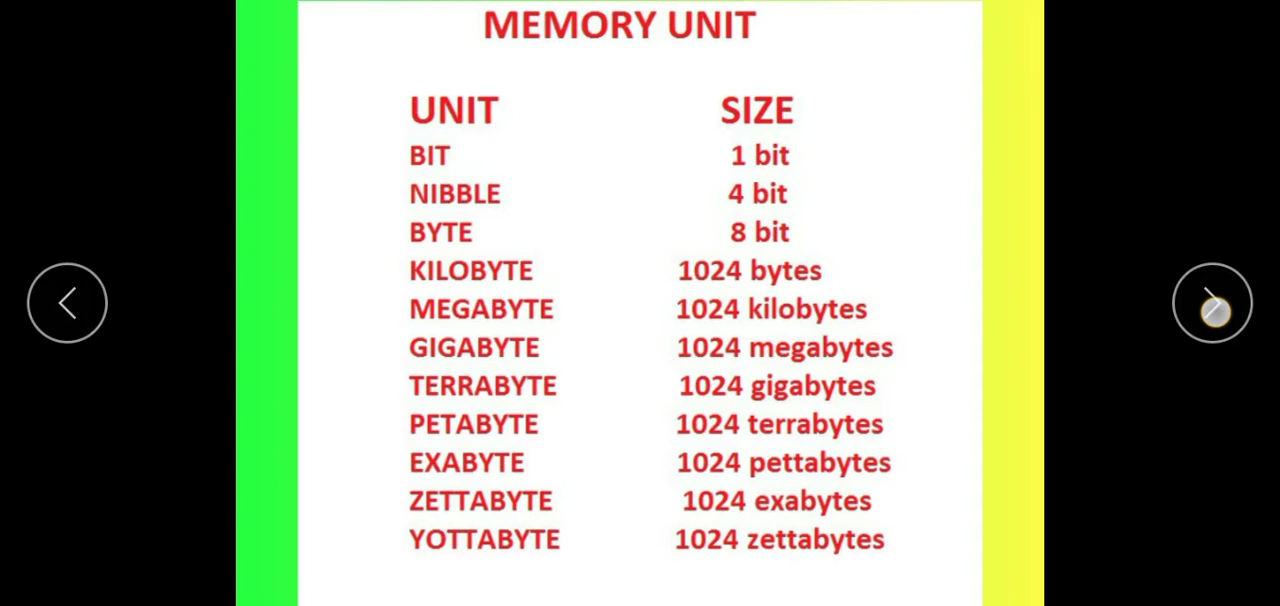 MEMORY UNIT
UNIT SIZE
BIT 1 bit
NIBBLE 4 bit
BYTE 8 bit
KILOBYTE 1024 bytes
MEGABYTE 1024 kilobytes
GIGABYTE 1024 megabytes
TERRABYTE 1024 gigabytes
PETABYTE 1024 terrabytes
EXABYTE 1024 pettabytes
ZETTABYTE 1024 exabytes
YOTTABYTE 1024 zettabytes